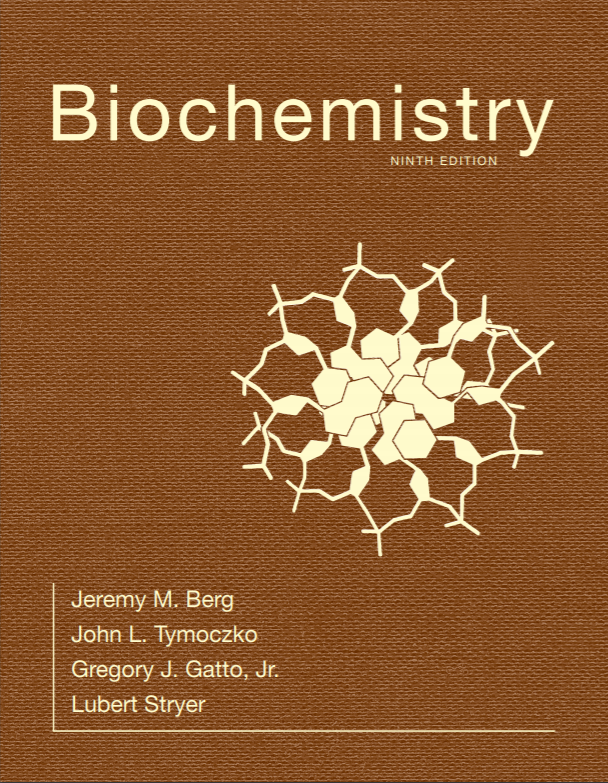 Biochemistry
NINTH EDITION
Jeremy M. Berg
John L. Tymoczko
Gregory J. Gatto, Jr.
Lubert Stryer